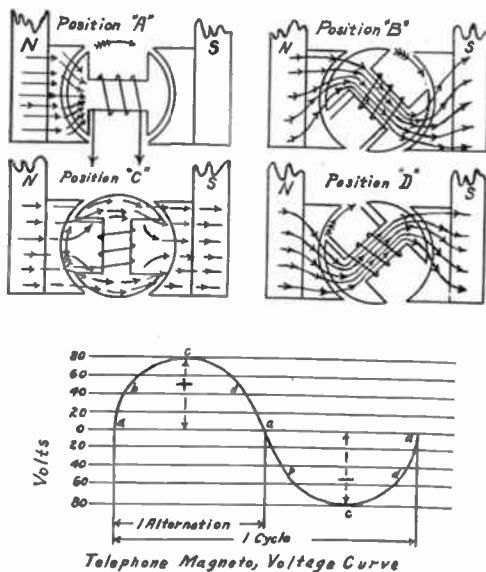 Position "A"
N S
Position "B"
N S
Position "C"
N S
Position "D"
N S
80
60
40
20
0
20
40
60
80
Volts
a b c d a b c d a
+
−
1 Alternation
1 Cycle
Telephone Magneto, Voltage Curve